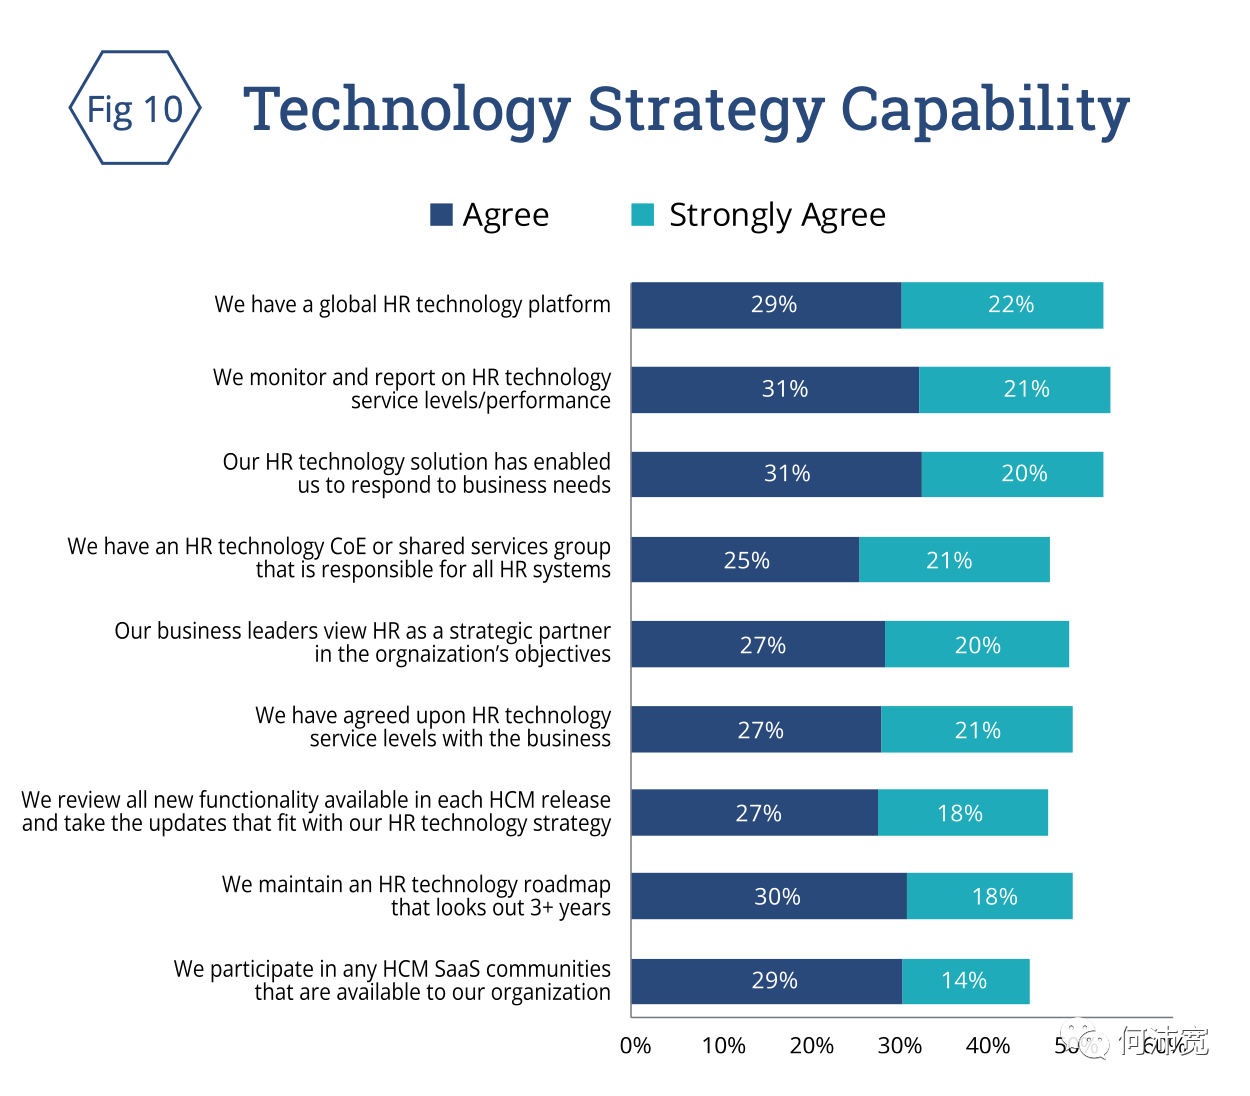 Fig 10
Technology Strategy Capability
Agree
Strongly Agree
We have a global HR technology platform
29%
22%
We monitor and report on HR technology
service levels/performance
31%
21%
Our HR technology solution has enabled
us to respond to business needs
31%
20%
We have an HR technology CoE or shared services group
that is responsible for all HR systems
25%
21%
Our business leaders view HR as a strategic partner
in the orgnaization’s objectives
27%
20%
We have agreed upon HR technology
service levels with the business
27%
21%
We review all new functionality available in each HCM release
and take the updates that fit with our HR technology strategy
27%
18%
We maintain an HR technology roadmap
that looks out 3+ years
30%
18%
We participate in any HCM SaaS communities
that are available to our organization
29%
14%
0% 10% 20% 30% 40% 50% 60%
何沛宽